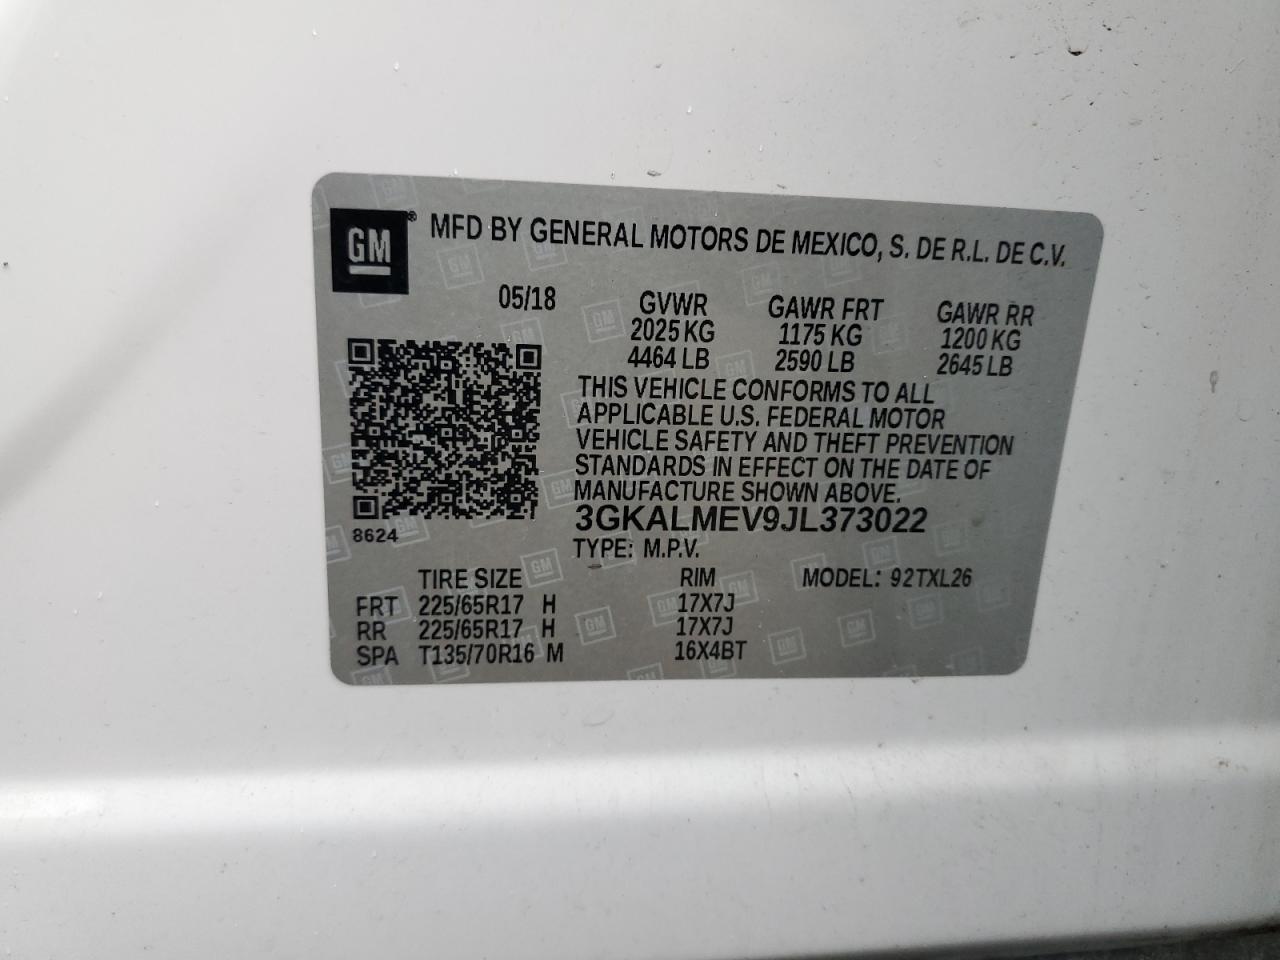 GM® MFD BY GENERAL MOTORS DE MEXICO, S. DE R.L. DE C.V.
05/18 GVWR GAWR FRT GAWR RR
2025 KG 1175 KG 1200 KG
4464 LB 2590 LB 2645 LB
THIS VEHICLE CONFORMS TO ALL
APPLICABLE U.S. FEDERAL MOTOR
VEHICLE SAFETY AND THEFT PREVENTION
STANDARDS IN EFFECT ON THE DATE OF
MANUFACTURE SHOWN ABOVE.
3GKALMEV9JL373022
8624
TYPE: M.P.V.
TIRE SIZE RIM MODEL: 92TXL26
FRT 225/65R17 H 17X7J
RR 225/65R17 H 17X7J
SPA T135/70R16 M 16X4BT